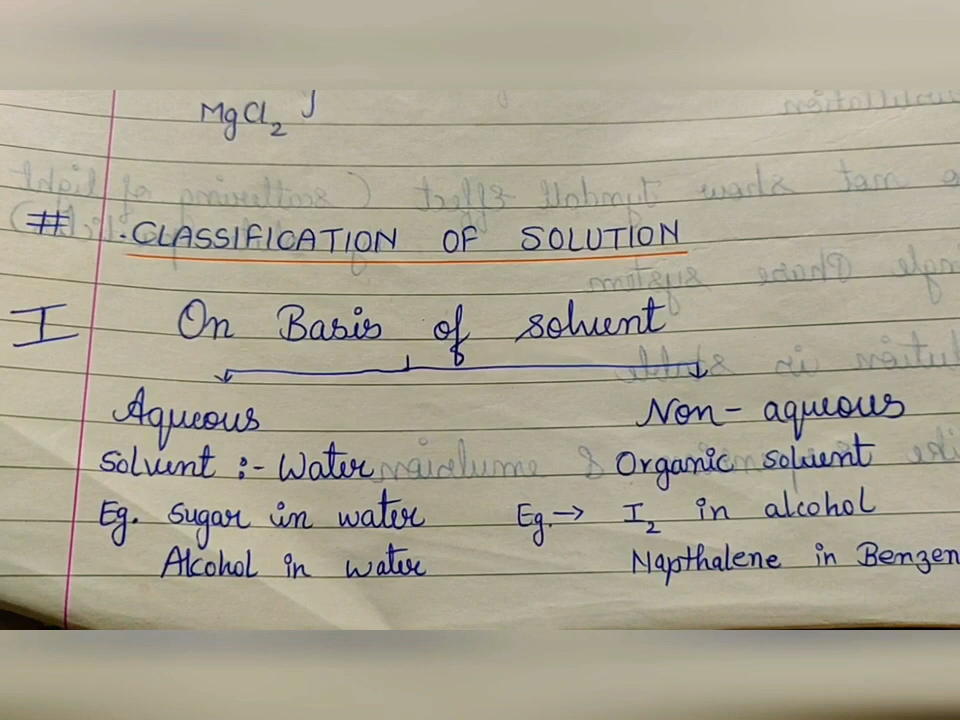 MgCl2 }
# .CLASSIFICATION OF SOLUTION
I On Basis of solvent
Aqueous Non- aqueous
Solvent :- Water Organic solvent
Eg. Sugar in water Eg.→ I2 in alcohol
Alcohol in water Napthalene in Benzen